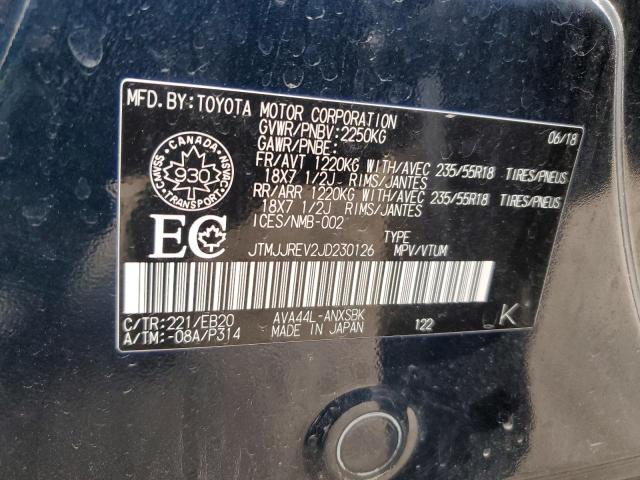 MFD. BY: TOYOTA MOTOR CORPORATION 06/18
GVWR/PNBV: 2250KG
GAWR/PNBE:
FR/AVT 1220KG WITH/AVEC 235/55R18 TIRES/PNEUS
18X7 1/2J RIMS/JANTES
RR/ARR 1220KG WITH/AVEC 235/55R18 TIRES/PNEUS
18X7 1/2J RIMS/JANTES
ICES/NMB-002
CANADA
CMVSS
NSVAC
930
TRANSPORT
EC
TYPE
JTMJJREV2JD230126 MPV/VTUM
C/TR: 221/EB20 AVA44L-ANXSBK
A/TM: -08A/P314 MADE IN JAPAN 122 K